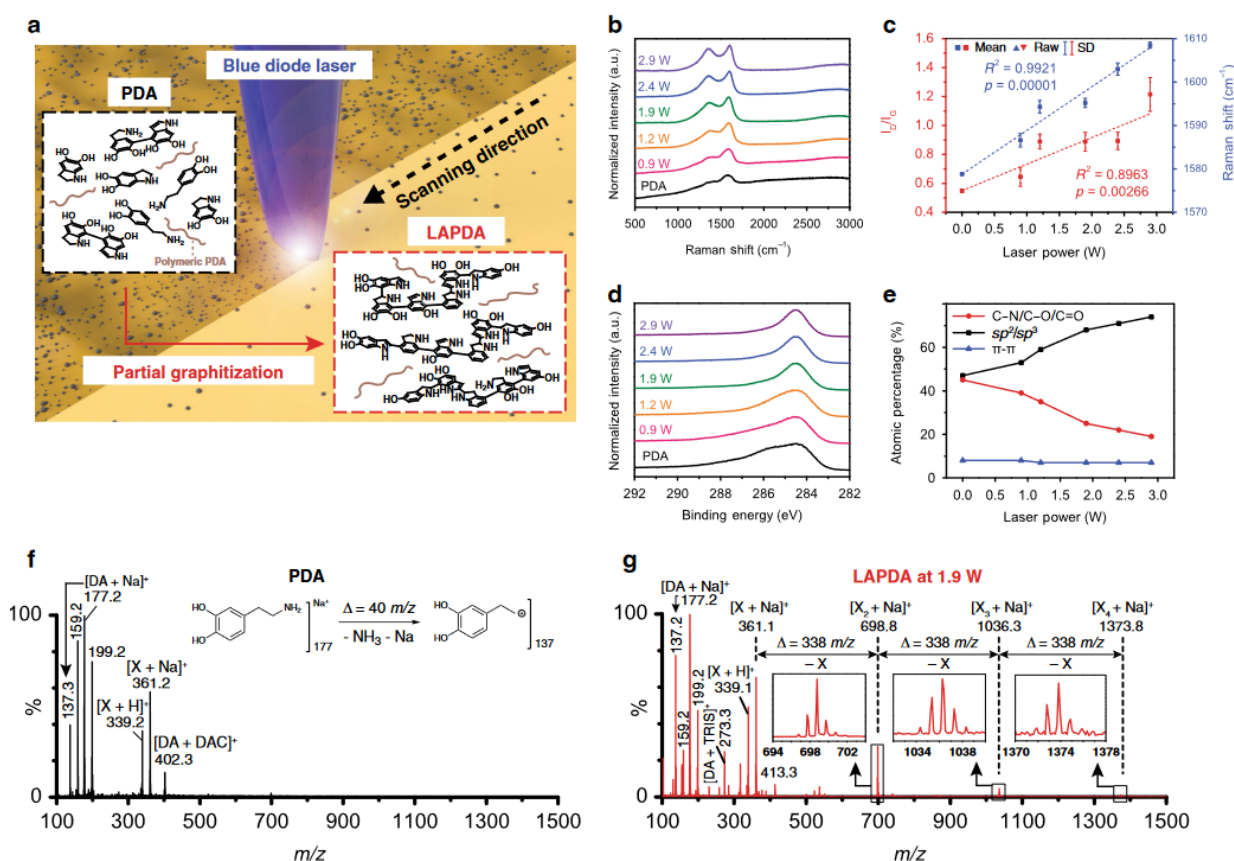 a
Blue diode laser
PDA
Scanning direction
Polymeric PDA
LAPDA
Partial graphitization
b
Normalized intensity (a.u.)
2.9 W
2.4 W
1.9 W
1.2 W
0.9 W
PDA
500 1000 1500 2000 2500 3000
Raman shift (cm⁻¹)
c
Mean Raw SD
R² = 0.9921
p = 0.00001
R² = 0.8963
p = 0.00266
I_D/I_G
1.6
1.4
1.2
1.0
0.8
0.6
0.4
1610
1600
1590
1580
1570
Raman shift (cm⁻¹)
0.0 0.5 1.0 1.5 2.0 2.5 3.0
Laser power (W)
d
Normalized intensity (a.u.)
2.9 W
2.4 W
1.9 W
1.2 W
0.9 W
PDA
292 290 288 286 284 282
Binding energy (eV)
e
C–N/C–O/C=O
sp²/sp³
π-π
Atomic percentage (%)
80
60
40
20
0
0.0 0.5 1.0 1.5 2.0 2.5 3.0
Laser power (W)
f
PDA
[DA + Na]⁺
177.2
159.2
199.2
137.3
[X + Na]⁺
361.2
[X + H]⁺
339.2
[DA + DAC]⁺
402.3
HO
HO
NH₂
Na⁺
177
Δ = 40 m/z
- NH3 - Na
HO
HO
⊕
137
100
50
0
%
100 300 500 700 900 1100 1300 1500
m/z
g
LAPDA at 1.9 W
[DA + Na]⁺
177.2
137.2
159.2
199.2
[DA + TRIS]⁺
273.3
[X + H]⁺
339.1
413.3
[X + Na]⁺
361.1
[X₂ + Na]⁺
698.8
[X₃ + Na]⁺
1036.3
[X₄ + Na]⁺
1373.8
Δ = 338 m/z Δ = 338 m/z Δ = 338 m/z
– X – X – X
694 698 702
1034 1038
1370 1374 1378
100
50
0
%
100 300 500 700 900 1100 1300 1500
m/z